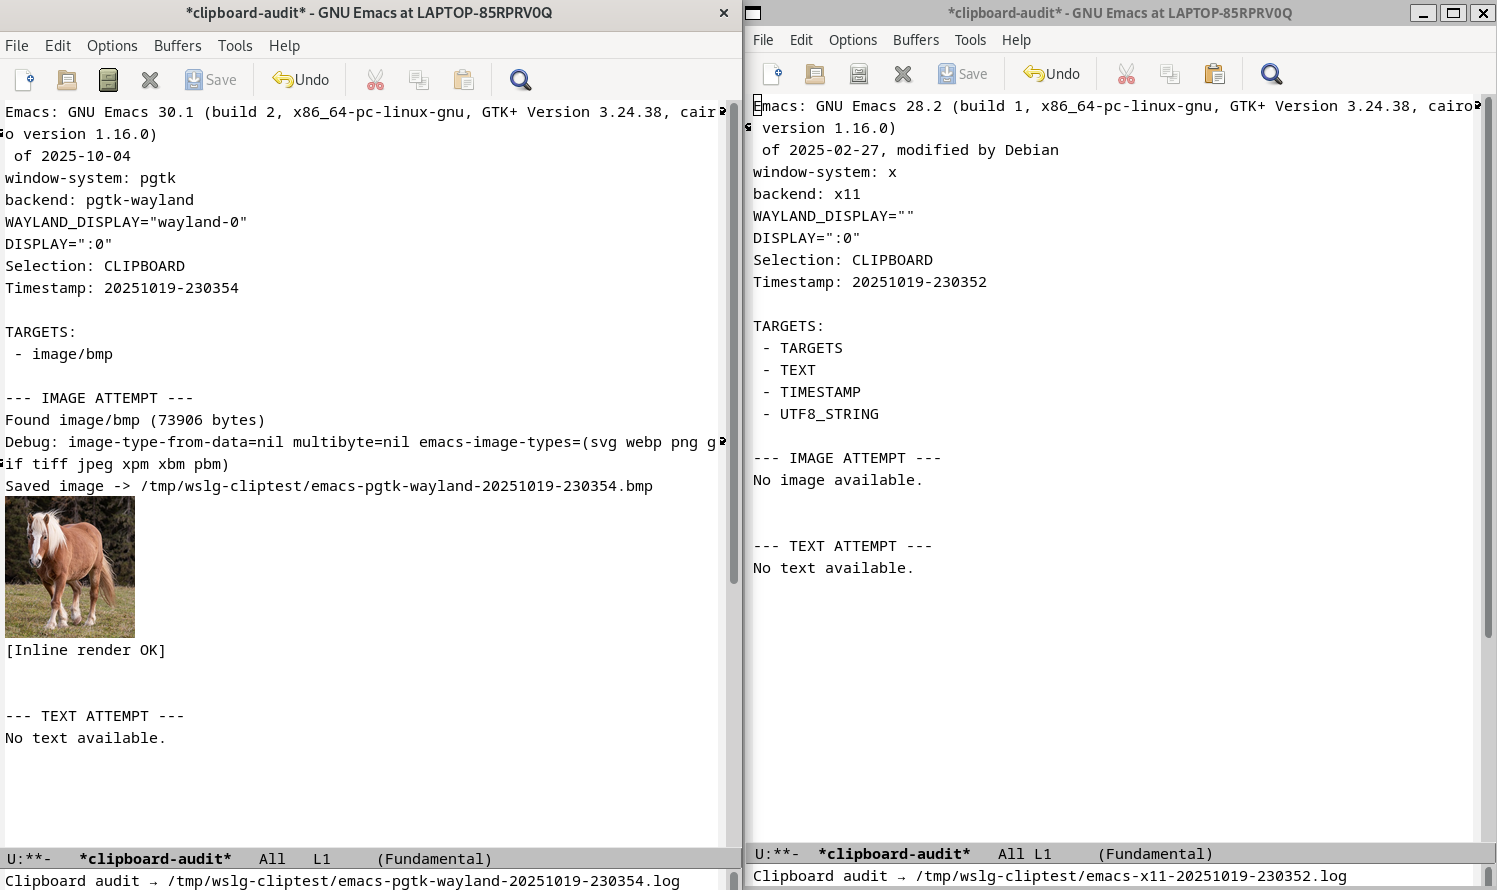 *clipboard-audit* - GNU Emacs at LAPTOP-85RPRV0Q
File Edit Options Buffers Tools Help
Save Undo
Emacs: GNU Emacs 30.1 (build 2, x86_64-pc-linux-gnu, GTK+ Version 3.24.38, cair
o version 1.16.0)
of 2025-10-04
window-system: pgtk
backend: pgtk-wayland
WAYLAND_DISPLAY="wayland-0"
DISPLAY=":0"
Selection: CLIPBOARD
Timestamp: 20251019-230354
TARGETS:
- image/bmp
--- IMAGE ATTEMPT ---
Found image/bmp (73906 bytes)
Debug: image-type-from-data=nil multibyte=nil emacs-image-types=(svg webp png g
if tiff jpeg xpm xbm pbm)
Saved image -> /tmp/wslg-cliptest/emacs-pgtk-wayland-20251019-230354.bmp
[Inline render OK]
--- TEXT ATTEMPT ---
No text available.
U:**- *clipboard-audit* All L1 (Fundamental)
Clipboard audit → /tmp/wslg-cliptest/emacs-pgtk-wayland-20251019-230354.log
*clipboard-audit* - GNU Emacs at LAPTOP-85RPRV0Q
File Edit Options Buffers Tools Help
Save Undo
Emacs: GNU Emacs 28.2 (build 1, x86_64-pc-linux-gnu, GTK+ Version 3.24.38, cairo
version 1.16.0)
of 2025-02-27, modified by Debian
window-system: x
backend: x11
WAYLAND_DISPLAY=""
DISPLAY=":0"
Selection: CLIPBOARD
Timestamp: 20251019-230352
TARGETS:
- TARGETS
- TEXT
- TIMESTAMP
- UTF8_STRING
--- IMAGE ATTEMPT ---
No image available.
--- TEXT ATTEMPT ---
No text available.
U:**- *clipboard-audit* All L1 (Fundamental)
Clipboard audit → /tmp/wslg-cliptest/emacs-x11-20251019-230352.log